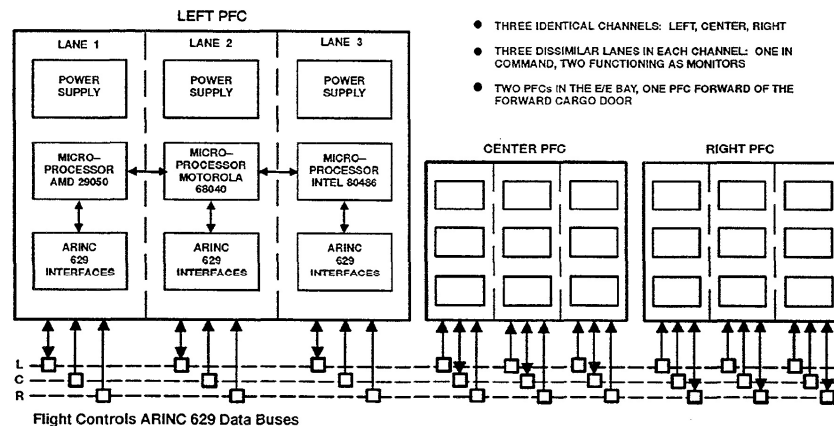 LEFT PFC
LANE 1
LANE 2
LANE 3
POWER
SUPPLY
POWER
SUPPLY
POWER
SUPPLY
MICRO–
PROCESSOR
AMD 29050
MICRO–
PROCESSOR
MOTOROLA
68040
MICRO–
PROCESSOR
INTEL 80486
ARINC
629
INTERFACES
ARINC
629
INTERFACES
ARINC
629
INTERFACES
● THREE IDENTICAL CHANNELS: LEFT, CENTER, RIGHT
● THREE DISSIMILAR LANES IN EACH CHANNEL: ONE IN
COMMAND, TWO FUNCTIONING AS MONITORS
● TWO PFCs IN THE E/E BAY, ONE PFC FORWARD OF THE
FORWARD CARGO DOOR
CENTER PFC
RIGHT PFC
L
C
R
Flight Controls ARINC 629 Data Buses